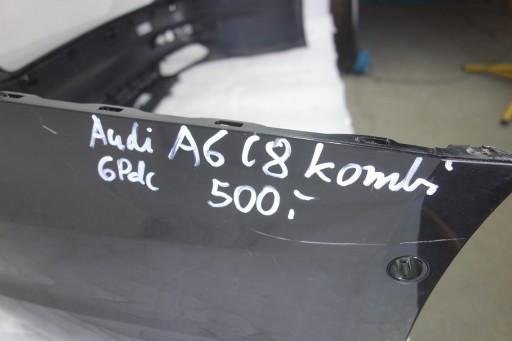 Audi A6 C8 kombi
6Pdc 500,-